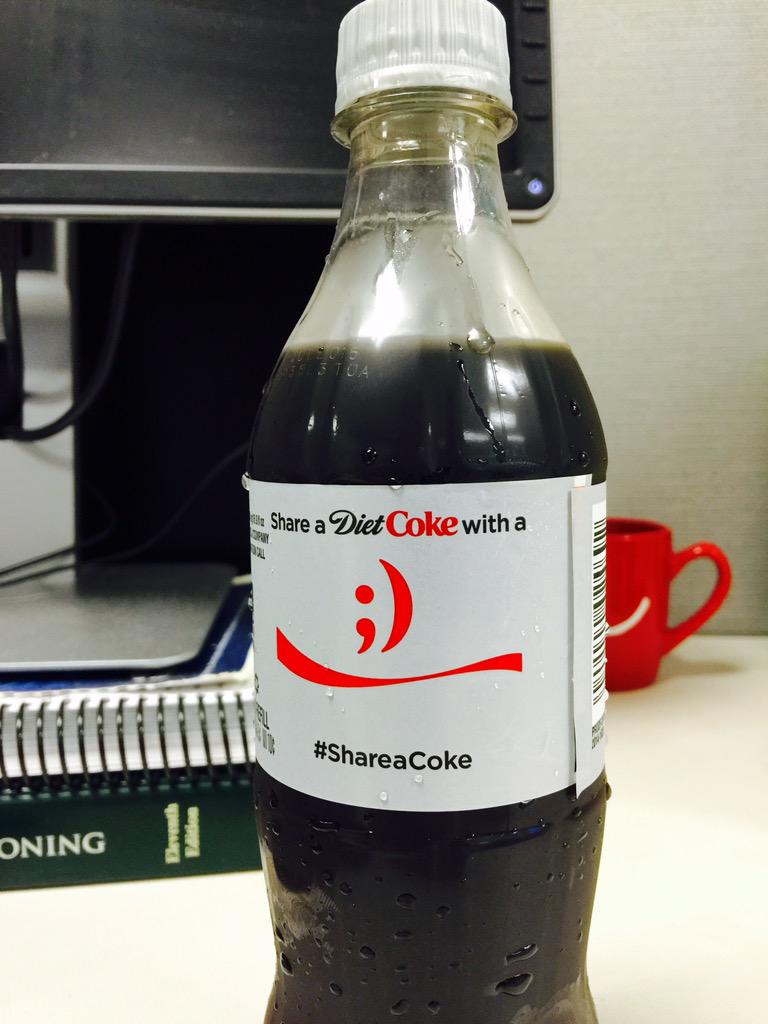 Share a Diet Coke with a
;)
#ShareaCoke
ONING
Eleventh
Edition